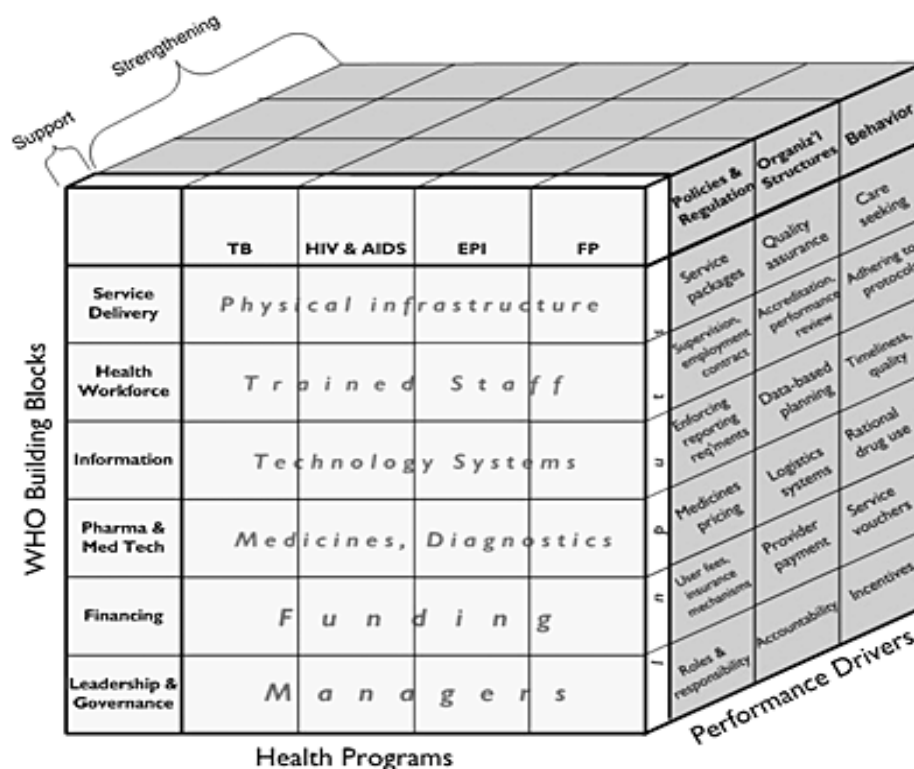 Support
Strengthening
TB
HIV & AIDS
EPI
FP
Policies &
Regulation
Organiz'l
Structures
Behavior
WHO Building Blocks
Service
Delivery
Physical infrastructure
Health
Workforce
Trained Staff
Information
Technology Systems
Pharma &
Med Tech
Medicines, Diagnostics
Financing
Funding
Leadership &
Governance
Managers
Inputs
Service
packages
Quality
assurance
Care
seeking
Supervision,
employment
contract
Accreditation,
performance
review
Adhering to
protocols
Enforcing
reporting
req'ments
Data-based
planning
Timeliness,
quality
Medicines
pricing
Logistics
systems
Rational
drug use
User fees,
insurance
mechanisms
Provider
payment
Service
vouchers
Roles &
responsibility
Accountability
Incentives
Health Programs
Performance Drivers